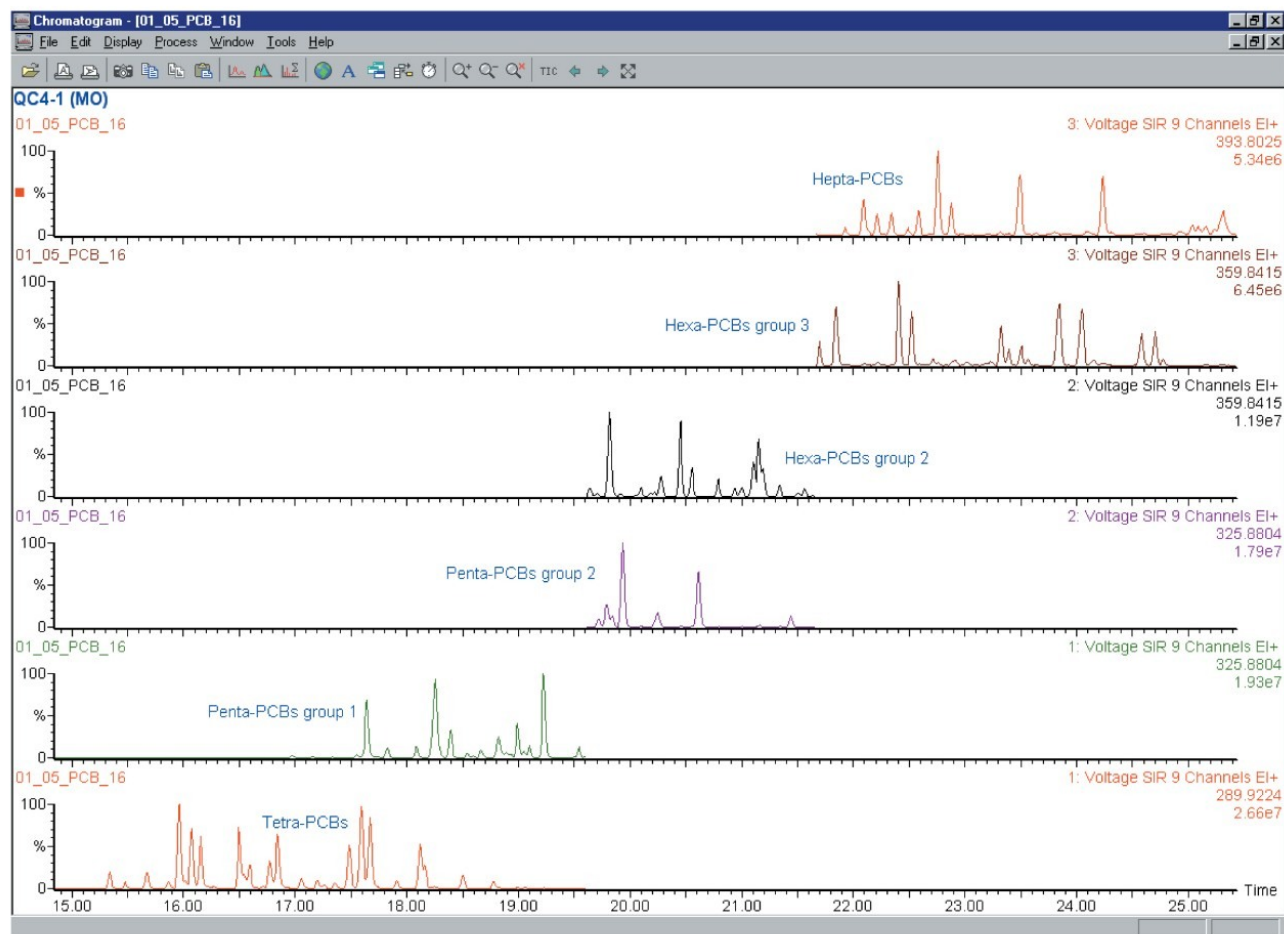 Chromatogram - [01_05_PCB_16]
File Edit Display Process Window Tools Help
TIC
QC4-1 (MO)
01_05_PCB_16
3: Voltage SIR 9 Channels EI+
393.8025
5.34e6
100
%
0
Hepta-PCBs
01_05_PCB_16
3: Voltage SIR 9 Channels EI+
359.8415
6.45e6
100
%
0
Hexa-PCBs group 3
01_05_PCB_16
2: Voltage SIR 9 Channels EI+
359.8415
1.19e7
100
%
0
Hexa-PCBs group 2
01_05_PCB_16
2: Voltage SIR 9 Channels EI+
325.8804
1.79e7
100
%
0
Penta-PCBs group 2
01_05_PCB_16
1: Voltage SIR 9 Channels EI+
325.8804
1.93e7
100
%
0
Penta-PCBs group 1
01_05_PCB_16
1: Voltage SIR 9 Channels EI+
289.9224
2.66e7
100
%
0
Tetra-PCBs
Time
15.00 16.00 17.00 18.00 19.00 20.00 21.00 22.00 23.00 24.00 25.00